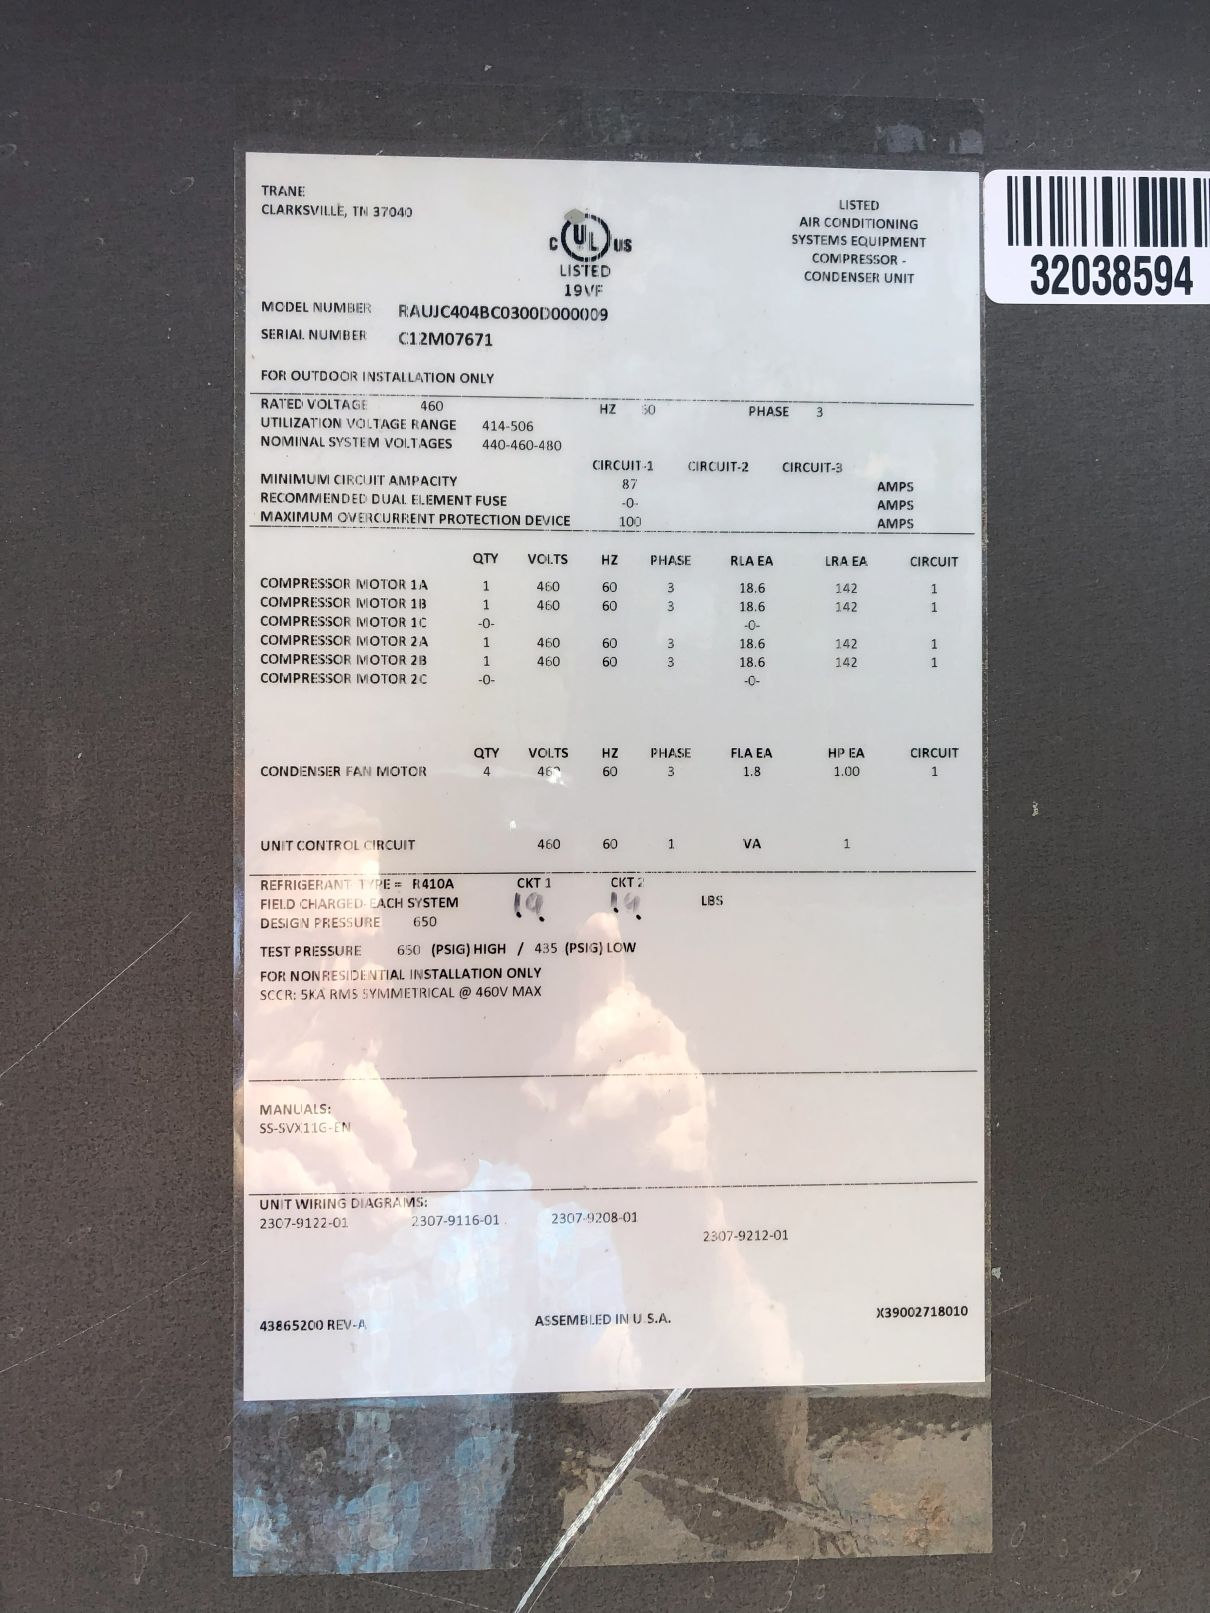 TRANE
CLARKSVILLE, TN 37040
LISTED
AIR CONDITIONING
SYSTEMS EQUIPMENT
COMPRESSOR -
CONDENSER UNIT
C UL US
LISTED
19VF
32038594
MODEL NUMBER RAUJC404BC0300D000009
SERIAL NUMBER C12M07671
FOR OUTDOOR INSTALLATION ONLY
RATED VOLTAGE 460 HZ 60 PHASE 3
UTILIZATION VOLTAGE RANGE 414-506
NOMINAL SYSTEM VOLTAGES 440-460-480
CIRCUIT-1 CIRCUIT-2 CIRCUIT-3
MINIMUM CIRCUIT AMPACITY 87 AMPS
RECOMMENDED DUAL ELEMENT FUSE -0- AMPS
MAXIMUM OVERCURRENT PROTECTION DEVICE 100 AMPS
QTY VOLTS HZ PHASE RLA EA LRA EA CIRCUIT
COMPRESSOR MOTOR 1A 1 460 60 3 18.6 142 1
COMPRESSOR MOTOR 1B 1 460 60 3 18.6 142 1
COMPRESSOR MOTOR 1C -0- -0-
COMPRESSOR MOTOR 2A 1 460 60 3 18.6 142 1
COMPRESSOR MOTOR 2B 1 460 60 3 18.6 142 1
COMPRESSOR MOTOR 2C -0- -0-
QTY VOLTS HZ PHASE FLA EA HP EA CIRCUIT
CONDENSER FAN MOTOR 4 460 60 3 1.8 1.00 1
UNIT CONTROL CIRCUIT 460 60 1 VA 1
REFRIGERANT TYPE = R410A CKT 1 CKT 2
FIELD CHARGED-EACH SYSTEM 19 19 LBS
DESIGN PRESSURE 650
TEST PRESSURE 650 (PSIG) HIGH / 435 (PSIG) LOW
FOR NONRESIDENTIAL INSTALLATION ONLY
SCCR: 5KA RMS SYMMETRICAL @ 460V MAX
MANUALS:
SS-SVX11G-EN
UNIT WIRING DIAGRAMS:
2307-9122-01 2307-9116-01 2307-9208-01
2307-9212-01
43865200 REV-A ASSEMBLED IN U.S.A. X39002718010